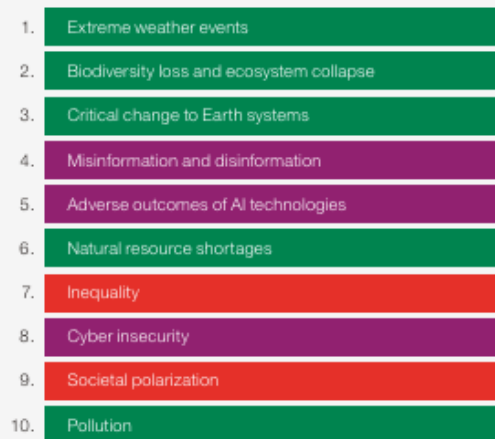 1. Extreme weather events
2. Biodiversity loss and ecosystem collapse
3. Critical change to Earth systems
4. Misinformation and disinformation
5. Adverse outcomes of AI technologies
6. Natural resource shortages
7. Inequality
8. Cyber insecurity
9. Societal polarization
10. Pollution